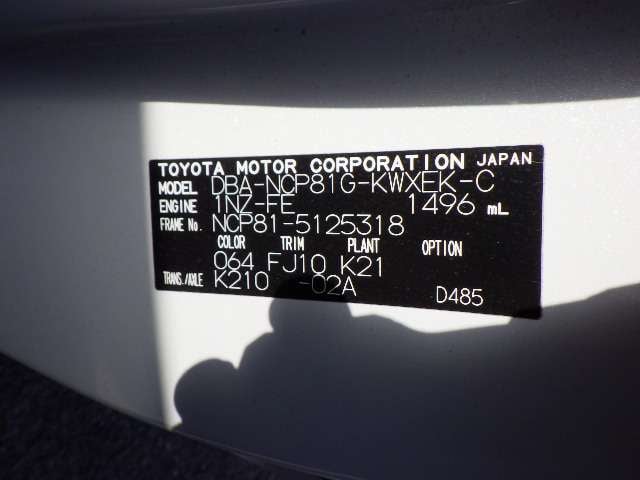 TOYOTA MOTOR CORPORATION JAPAN
MODEL DBA-NCP81G-KWXEK-C
ENGINE 1NZ-FE 1496 mL
FRAME No. NCP81-5125318
COLOR TRIM PLANT OPTION
064 FJ10 K21
TRANS./AXLE K210 -02A
D485